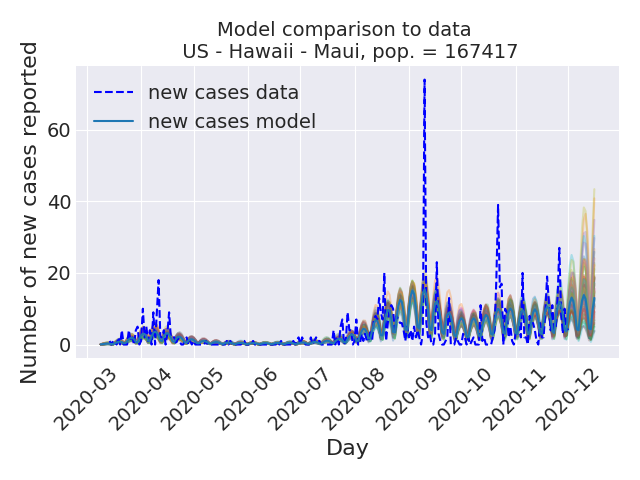 Model comparison to data
US - Hawaii - Maui, pop. = 167417
Number of new cases reported
new cases data
new cases model
60
40
20
0
2020-03
2020-04
2020-05
2020-06
2020-07
2020-08
2020-09
2020-10
2020-11
2020-12
Day